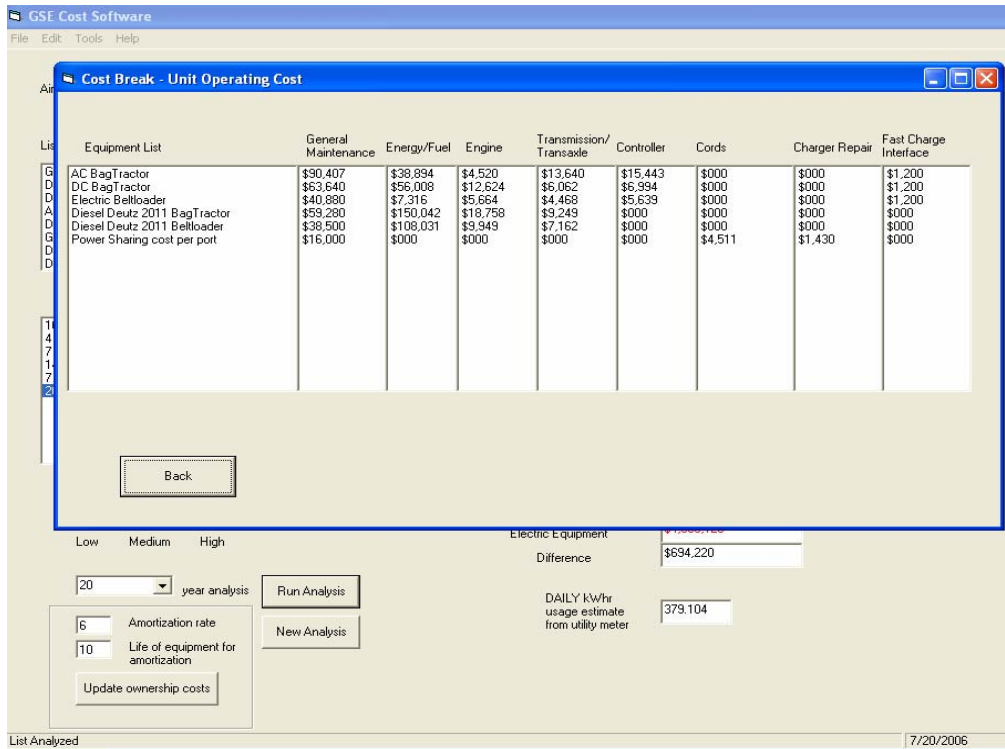 GSE Cost Software
File Edit Tools Help
Cost Break - Unit Operating Cost
Equipment List General Maintenance Energy/Fuel Engine Transmission/ Transaxle Controller Cords Charger Repair Fast Charge Interface
AC BagTractor $90,407 $38,894 $4,520 $13,640 $15,443 $000 $000 $1,200
DC BagTractor $63,640 $56,008 $12,624 $6,062 $6,994 $000 $000 $1,200
Electric Beltloader $40,880 $7,316 $5,664 $4,468 $5,639 $000 $000 $1,200
Diesel Deutz 2011 BagTractor $59,280 $150,042 $18,758 $9,249 $000 $000 $000 $000
Diesel Deutz 2011 Beltloader $38,500 $108,031 $9,949 $7,162 $000 $000 $000 $000
Power Sharing cost per port $16,000 $000 $000 $000 $000 $4,511 $1,430 $000
Back
Electric Equipment
Low Medium High
Difference $694,220
20 year analysis Run Analysis
DAILY kWhr
usage estimate 379.104
from utility meter
6 Amortization rate
New Analysis
10 Life of equipment for
amortization
Update ownership costs
List Analyzed 7/20/2006